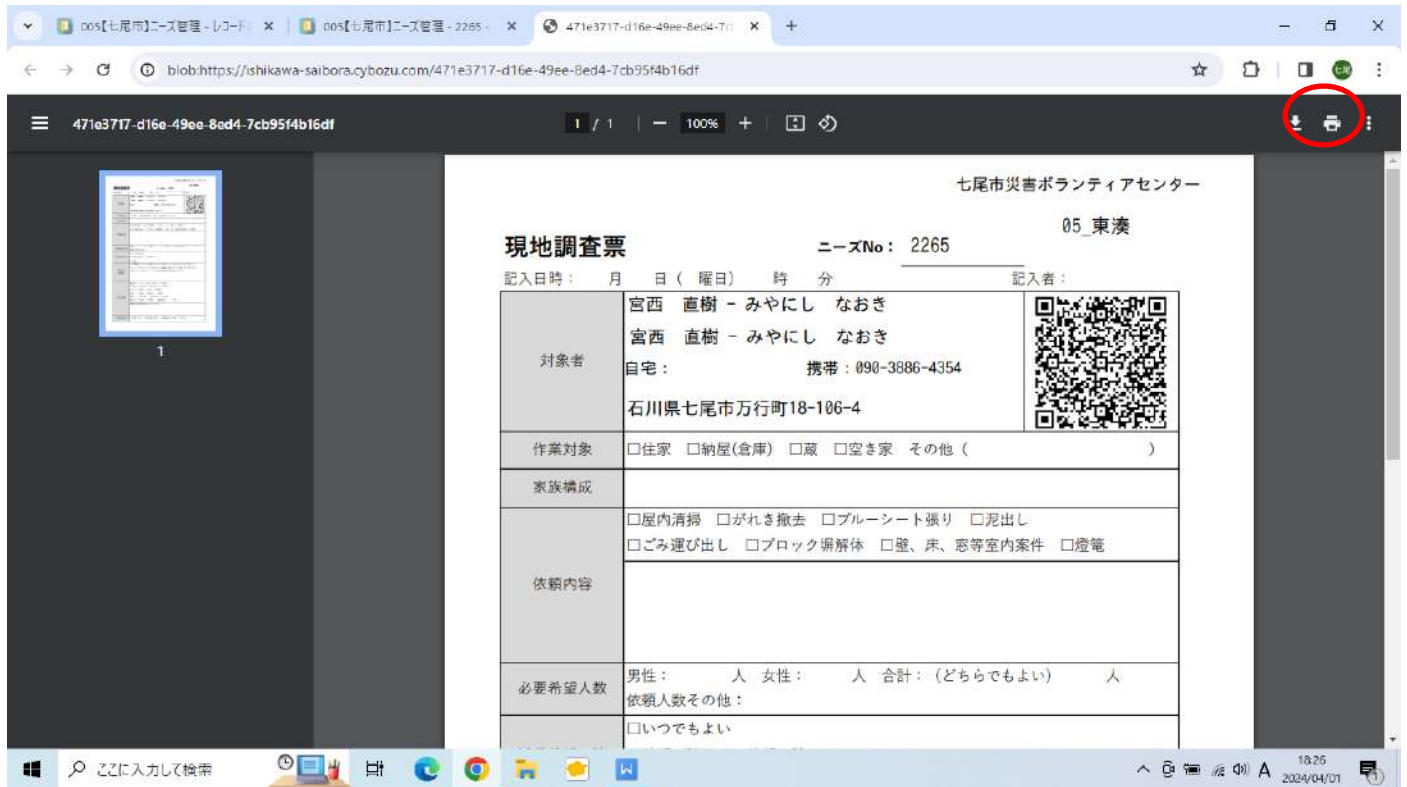 005【七尾市】ニーズ管理 - レコード
005【七尾市】ニーズ管理 - 2265 -
471e3717-d16e-49ee-8ed4-7c
blob:https://ishikawa-saibora.cybozu.com/471e3717-d16e-49ee-8ed4-7cb95f4b16df
七尾
471e3717-d16e-49ee-8ed4-7cb95f4b16df
1 / 1
100%
1
七尾市災害ボランティアセンター
05_東湊
現地調査票
ニーズNo： 2265
記入日時： 月 日（ 曜日） 時 分 記入者：
対象者
宮西 直樹 - みやにし なおき
宮西 直樹 - みやにし なおき
自宅： 携帯：090-3886-4354
石川県七尾市万行町18-106-4
作業対象 □住家 □納屋(倉庫) □蔵 □空き家 その他（ ）
家族構成
依頼内容
□屋内清掃 □がれき撤去 □ブルーシート張り □泥出し
□ごみ運び出し □ブロック塀解体 □壁、床、窓等室内案件 □燈篭
必要希望人数
男性： 人 女性： 人 合計：（どちらでもよい） 人
依頼人数その他：
□いつでもよい
ここに入力して検索
A
18:26
2024/04/01